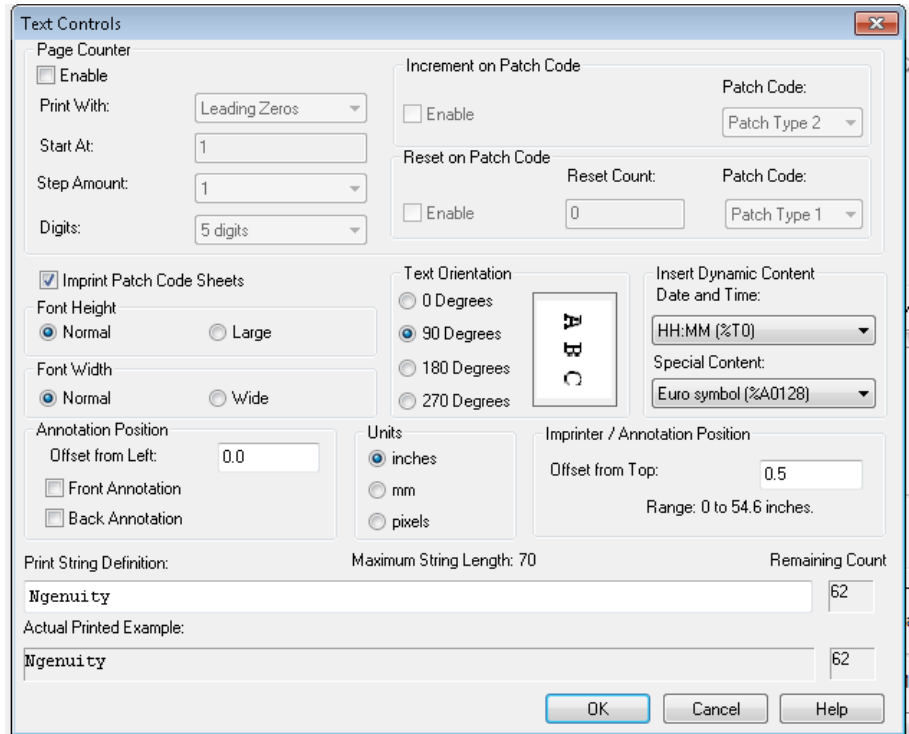 Text Controls
Page Counter
Enable
Print With:
Leading Zeros
Start At:
1
Step Amount:
1
Digits:
5 digits
Increment on Patch Code
Patch Code:
Enable
Patch Type 2
Reset on Patch Code
Reset Count:
Patch Code:
Enable
0
Patch Type 1
Imprint Patch Code Sheets
Font Height
Normal
Large
Font Width
Normal
Wide
Text Orientation
0 Degrees
90 Degrees
180 Degrees
270 Degrees
A B C
Insert Dynamic Content
Date and Time:
HH:MM (%T0)
Special Content:
Euro symbol (%A0128)
Annotation Position
Offset from Left:
0.0
Front Annotation
Back Annotation
Units
inches
mm
pixels
Imprinter / Annotation Position
Offset from Top:
0.5
Range: 0 to 54.6 inches.
Print String Definition:
Maximum String Length: 70
Remaining Count
Ngenuity
62
Actual Printed Example:
Ngenuity
62
OK
Cancel
Help